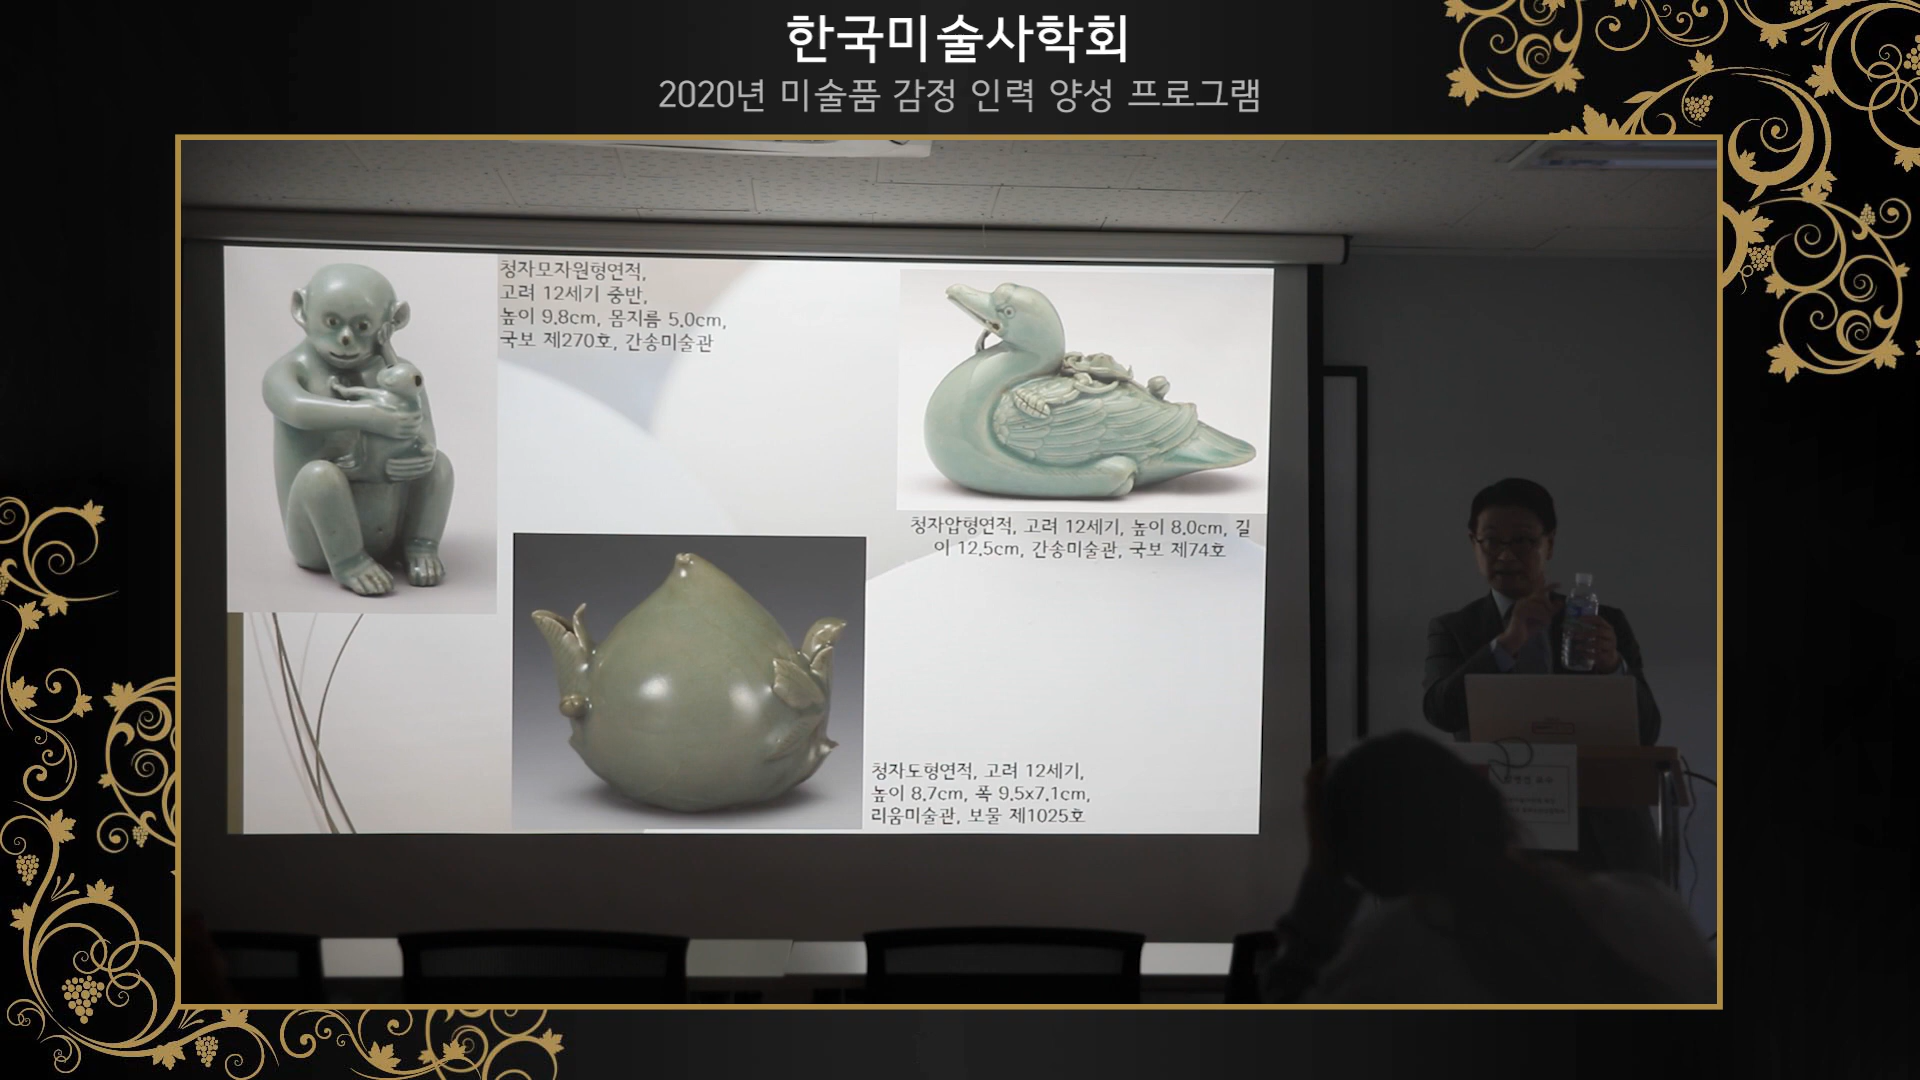 한국미술사학회
2020년 미술품 감정 인력 양성 프로그램
청자모자원형연적,
고려 12세기 중반,
높이 9.8cm, 몸지름 5.0cm,
국보 제270호, 간송미술관
청자압형연적, 고려 12세기, 높이 8.0cm, 길
이 12.5cm, 간송미술관, 국보 제74호
청자도형연적, 고려 12세기,
높이 8.7cm, 폭 9.5x7.1cm,
리움미술관, 보물 제1025호